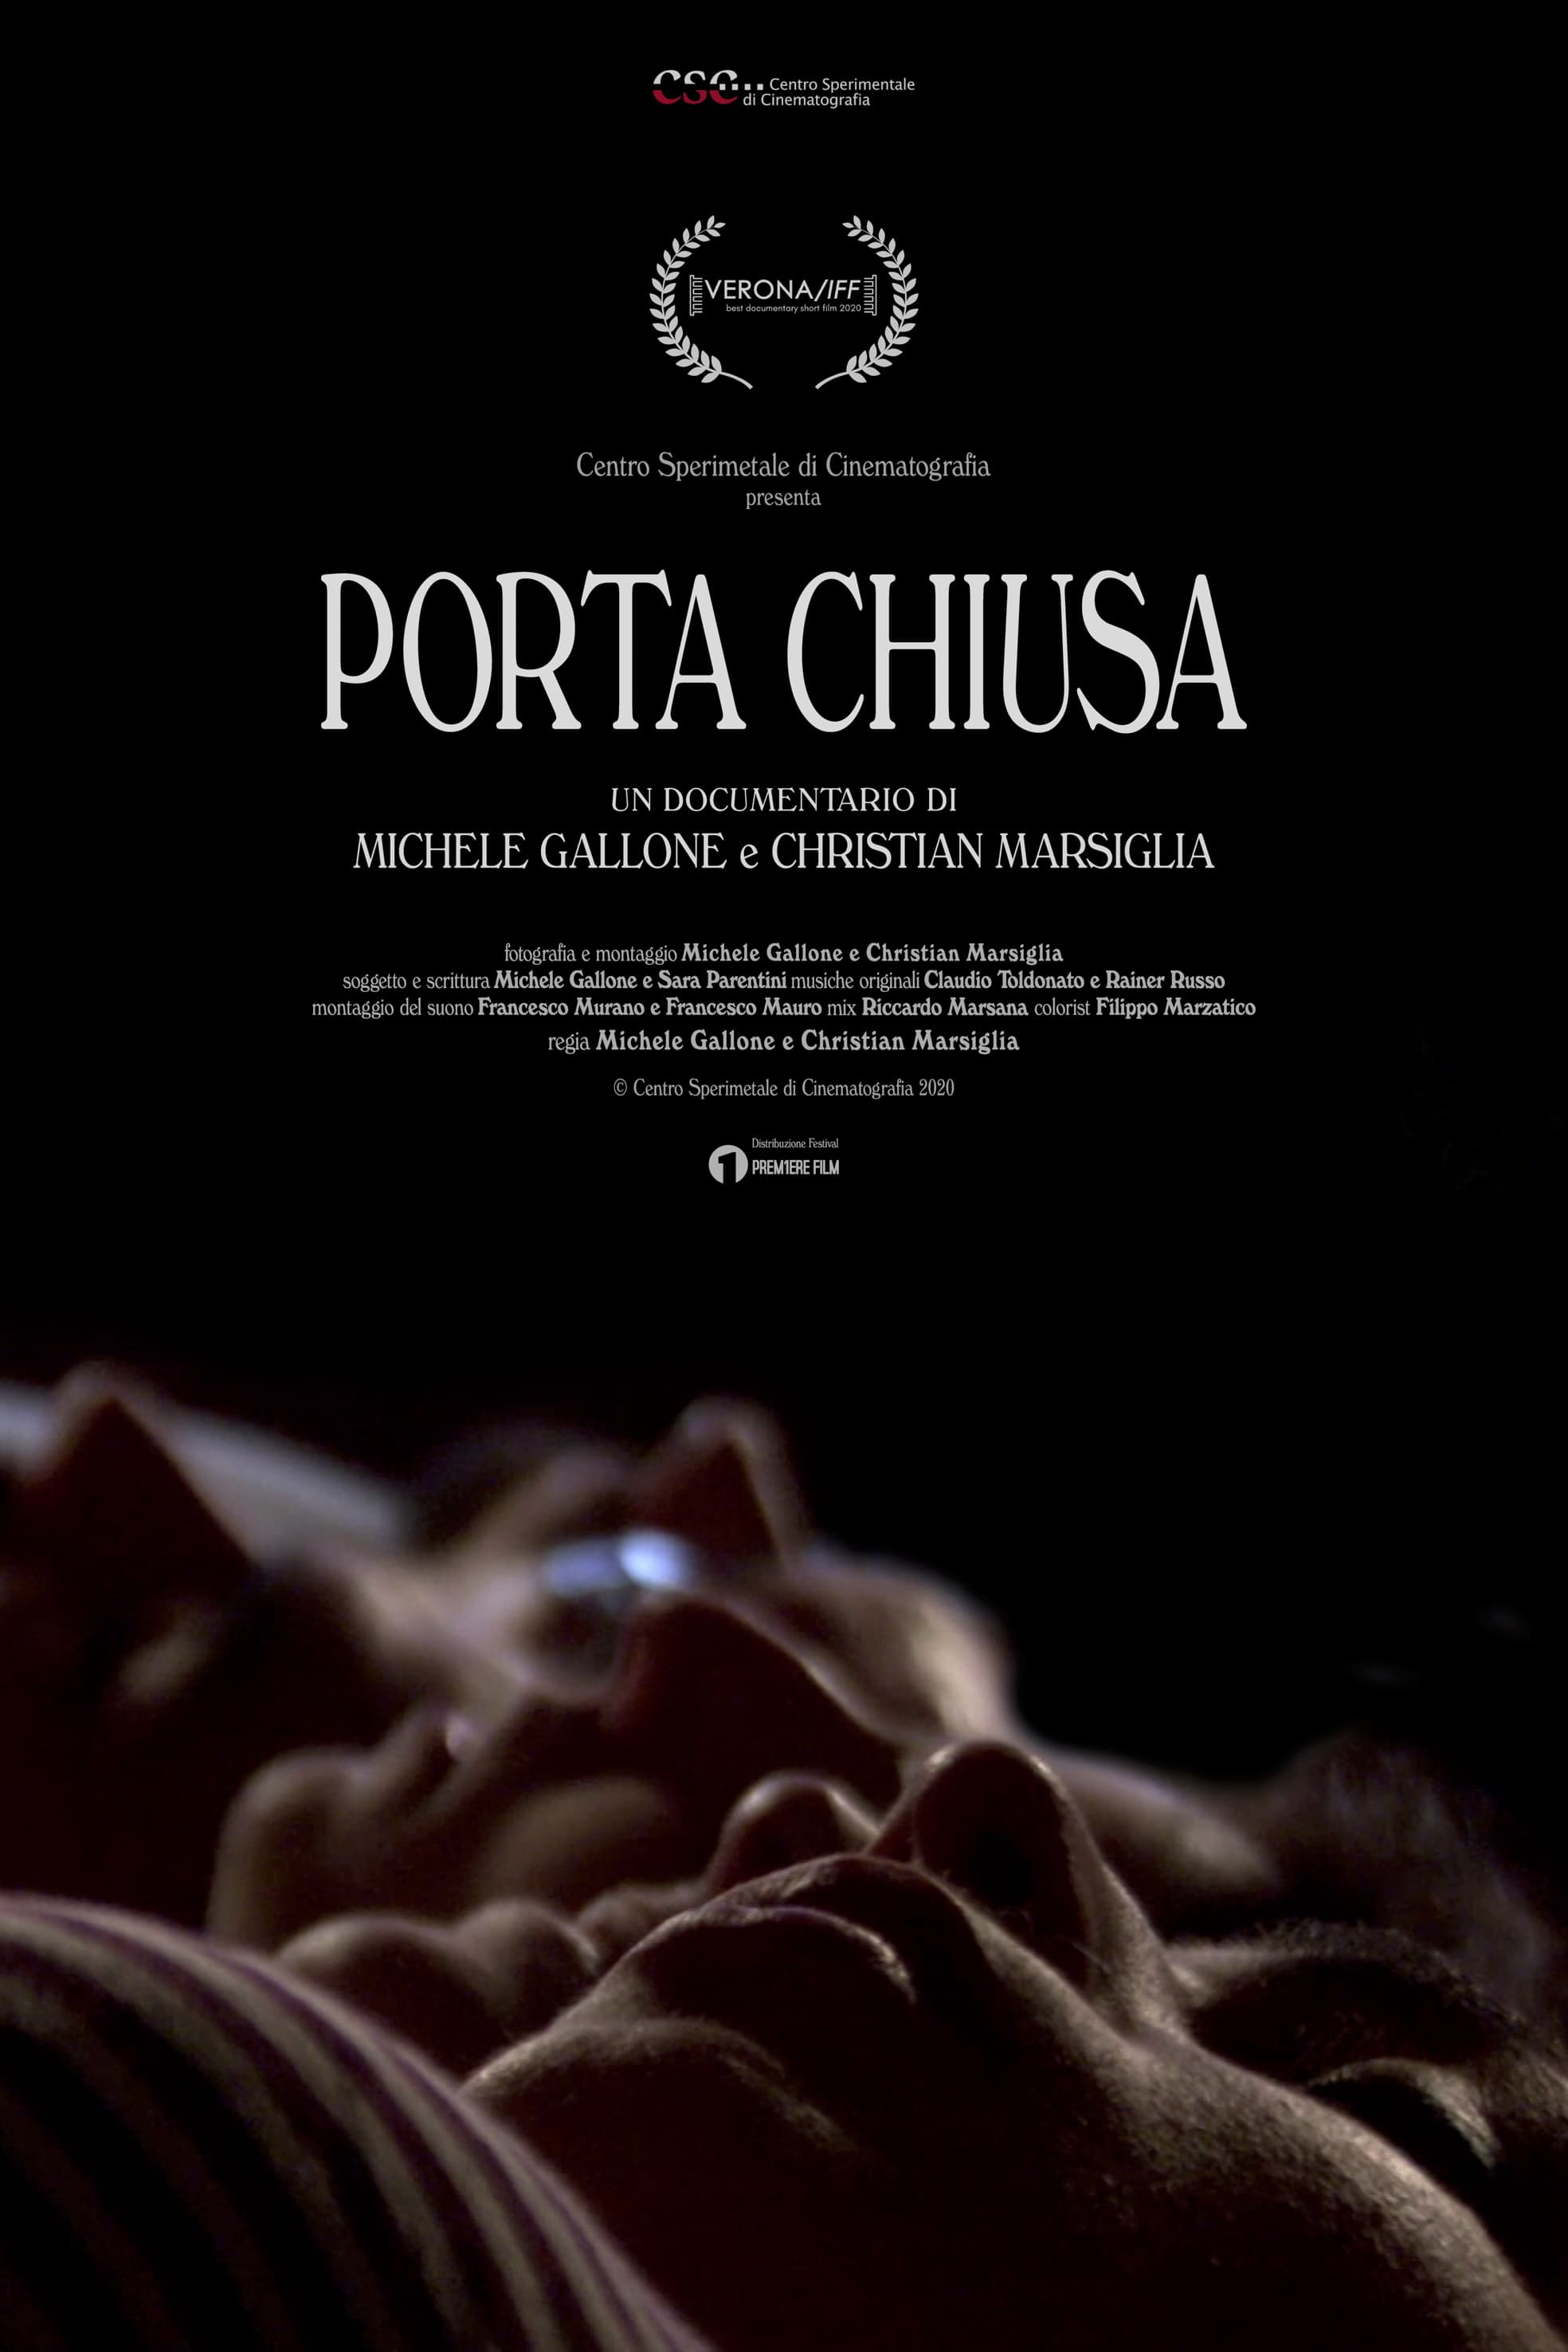 csc... Centro Sperimentale
di Cinematografia
VERONA/IFF
best documentary short film 2020
Centro Sperimetale di Cinematografia
presenta
PORTA CHIUSA
UN DOCUMENTARIO DI
MICHELE GALLONE e CHRISTIAN MARSIGLIA
fotografia e montaggio Michele Gallone e Christian Marsiglia
soggetto e scrittura Michele Gallone e Sara Parentini musiche originali Claudio Toldonato e Rainer Russo
montaggio del suono Francesco Murano e Francesco Mauro mix Riccardo Marsana colorist Filippo Marzatico
regia Michele Gallone e Christian Marsiglia
© Centro Sperimetale di Cinematografia 2020
Distribuzione Festival
1 PREM1ERE FILM